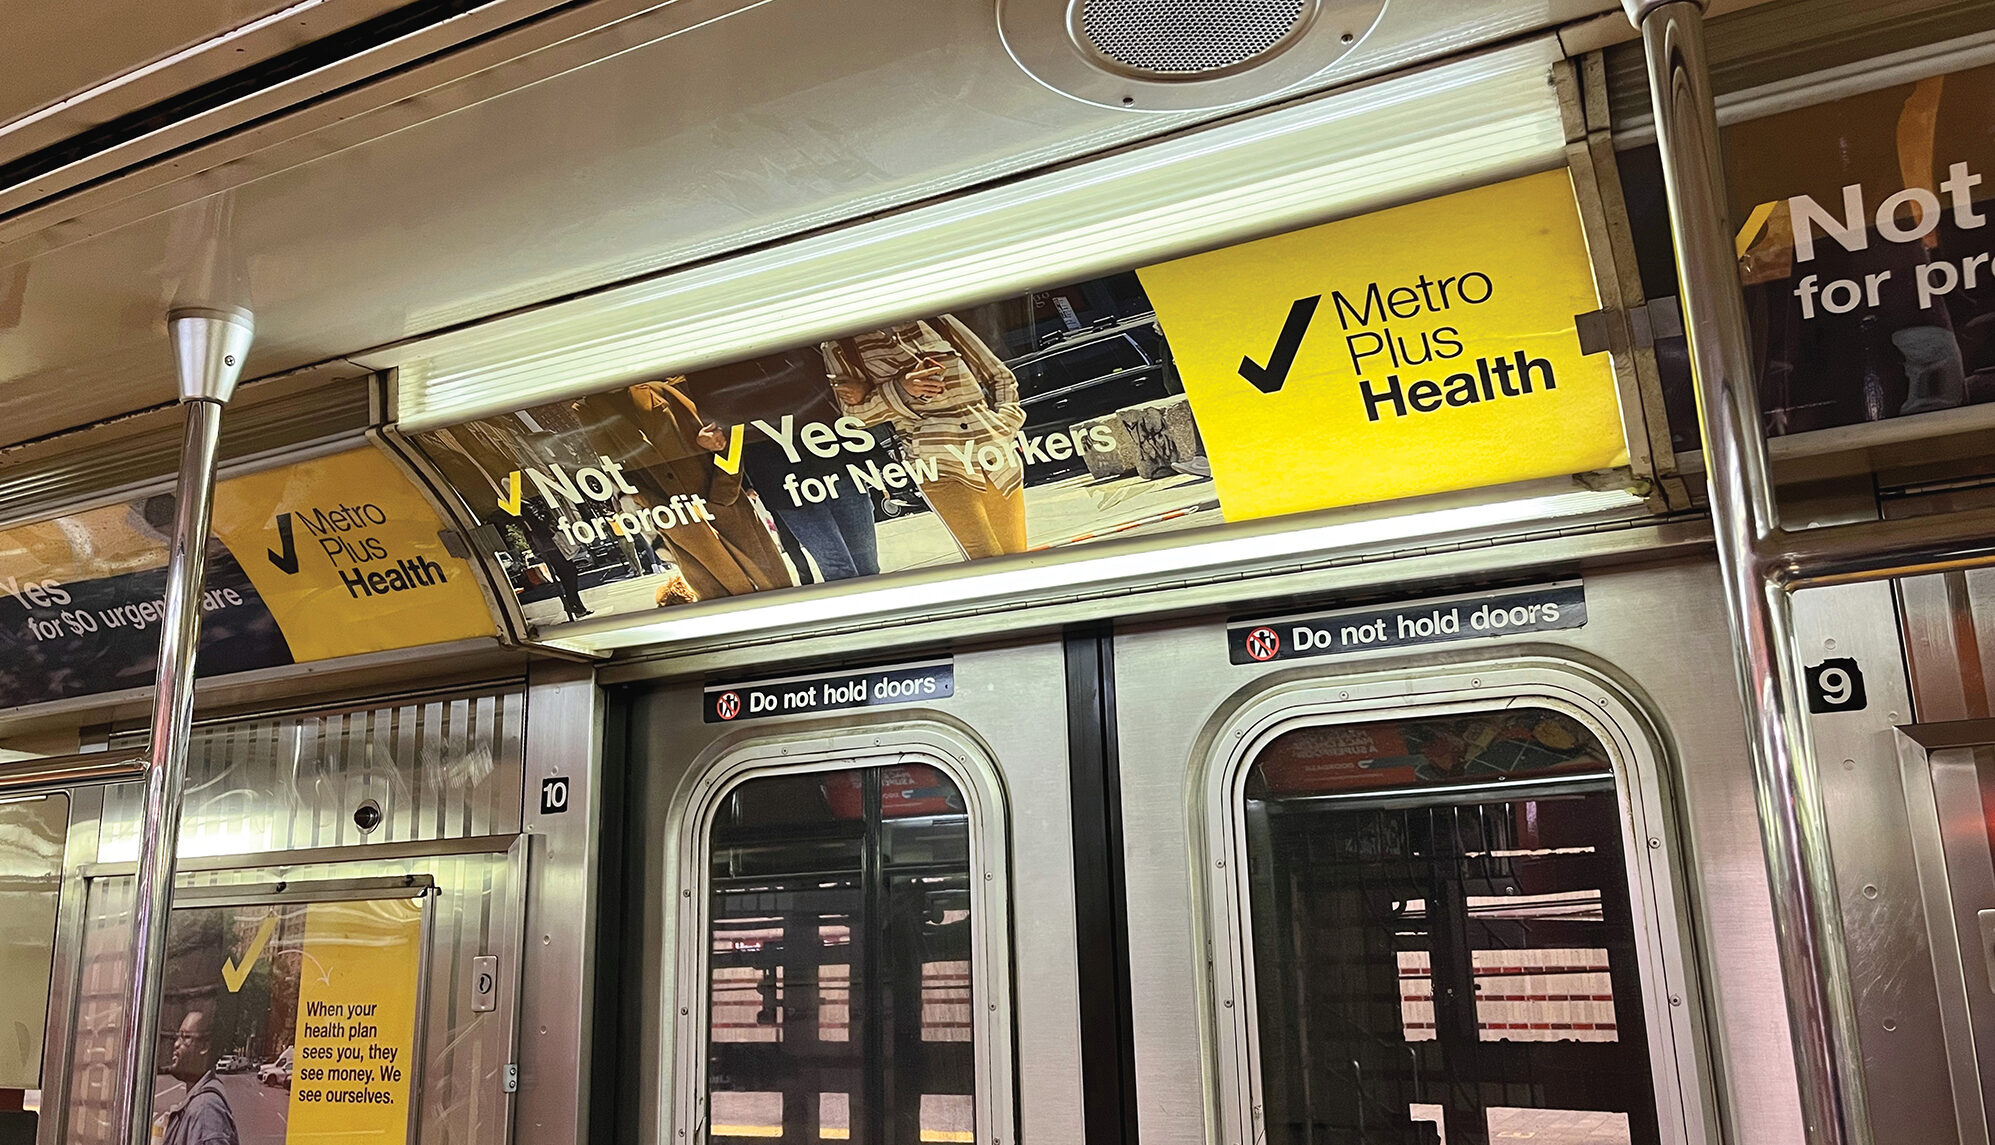 Yes
for $0 urgent care
Metro
Plus
Health
Not
for profit
Yes
for New Yorkers
Metro
Plus
Health
Not
for
Do not hold doors
Do not hold doors
10
9
When your
health plan
sees you, they
see money. We
see ourselves.